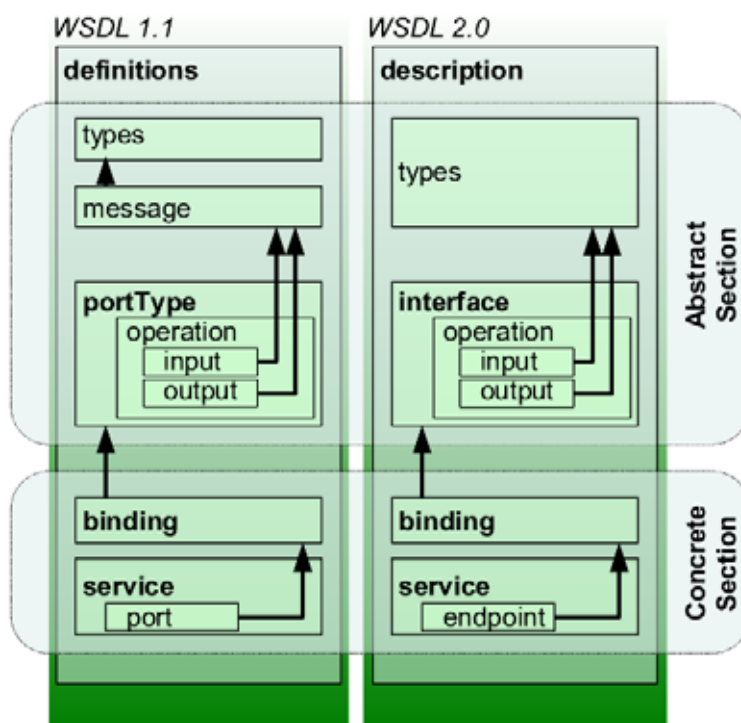 WSDL 1.1
definitions
types
message
portType
operation
input
output
binding
service
port
WSDL 2.0
description
types
interface
operation
input
output
binding
service
endpoint
Abstract
Section
Concrete
Section